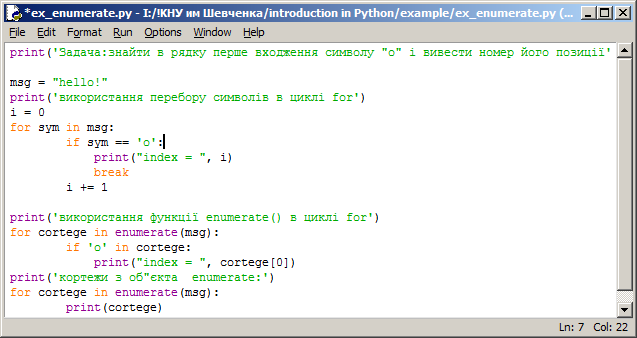 *ex_enumerate.py - I:/!КНУ им Шевченка/introduction in Python/example/ex_enumerate.py (...
File Edit Format Run Options Window Help
print('Задача:знайти в рядку перше входження символу "о" і вивести номер його позиції'
msg = "hello!"
print('використання перебору символів в циклі for')
i = 0
for sym in msg:
if sym == 'o':
print("index = ", i)
break
i += 1
print('використання функції enumerate() в циклі for')
for cortege in enumerate(msg):
if 'o' in cortege:
print("index = ", cortege[0])
print('кортежи з об"єкта  enumerate:')
for cortege in enumerate(msg):
print(cortege)
Ln: 7 Col: 22